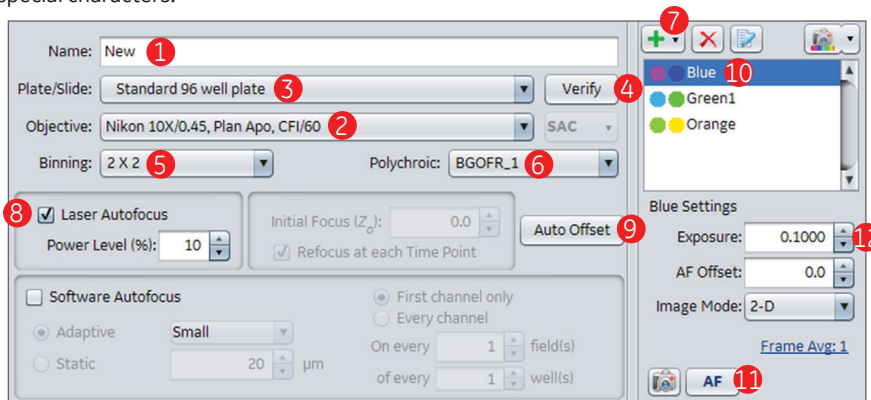 special characters.
Name: New 1
Plate/Slide: Standard 96 well plate 3 Verify 4
Objective: Nikon 10X/0.45, Plan Apo, CFI/60 2 SAC
Binning: 2 X 2 5 Polychroic: BGOFR_1 6
8 Laser Autofocus
Power Level (%): 10
Initial Focus (Zo): 0.0
Refocus at each Time Point
Auto Offset 9
Software Autofocus
Adaptive Small
Static 20 µm
First channel only
Every channel
On every 1 field(s)
of every 1 well(s)
7
Blue 10
Green1
Orange
Blue Settings
Exposure: 0.1000 12
AF Offset: 0.0
Image Mode: 2-D
Frame Avg: 1
AF 11